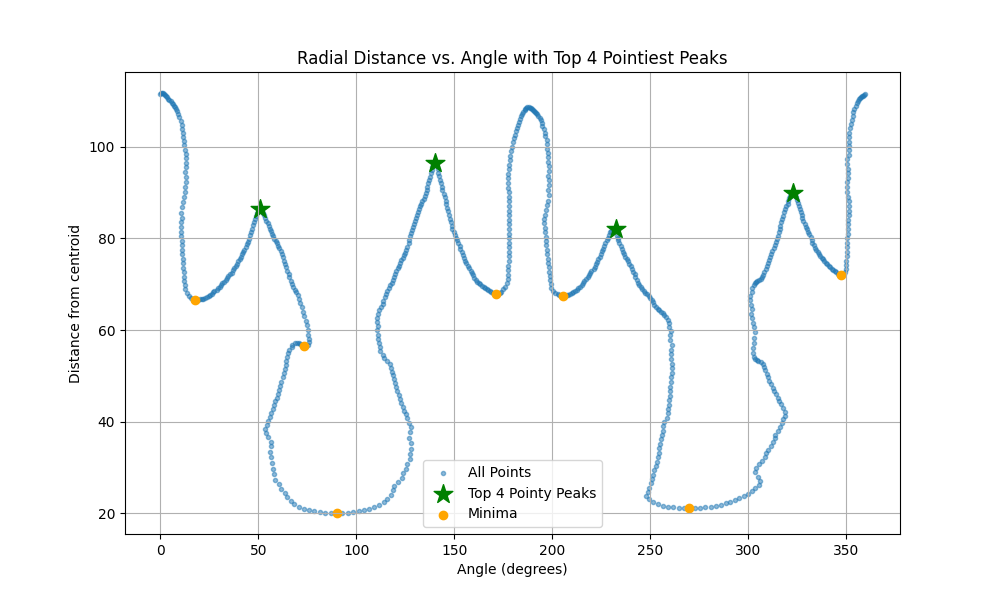 Radial Distance vs. Angle with Top 4 Pointiest Peaks
Distance from centroid
100
80
60
40
20
All Points
Top 4 Pointy Peaks
Minima
0 50 100 150 200 250 300 350
Angle (degrees)